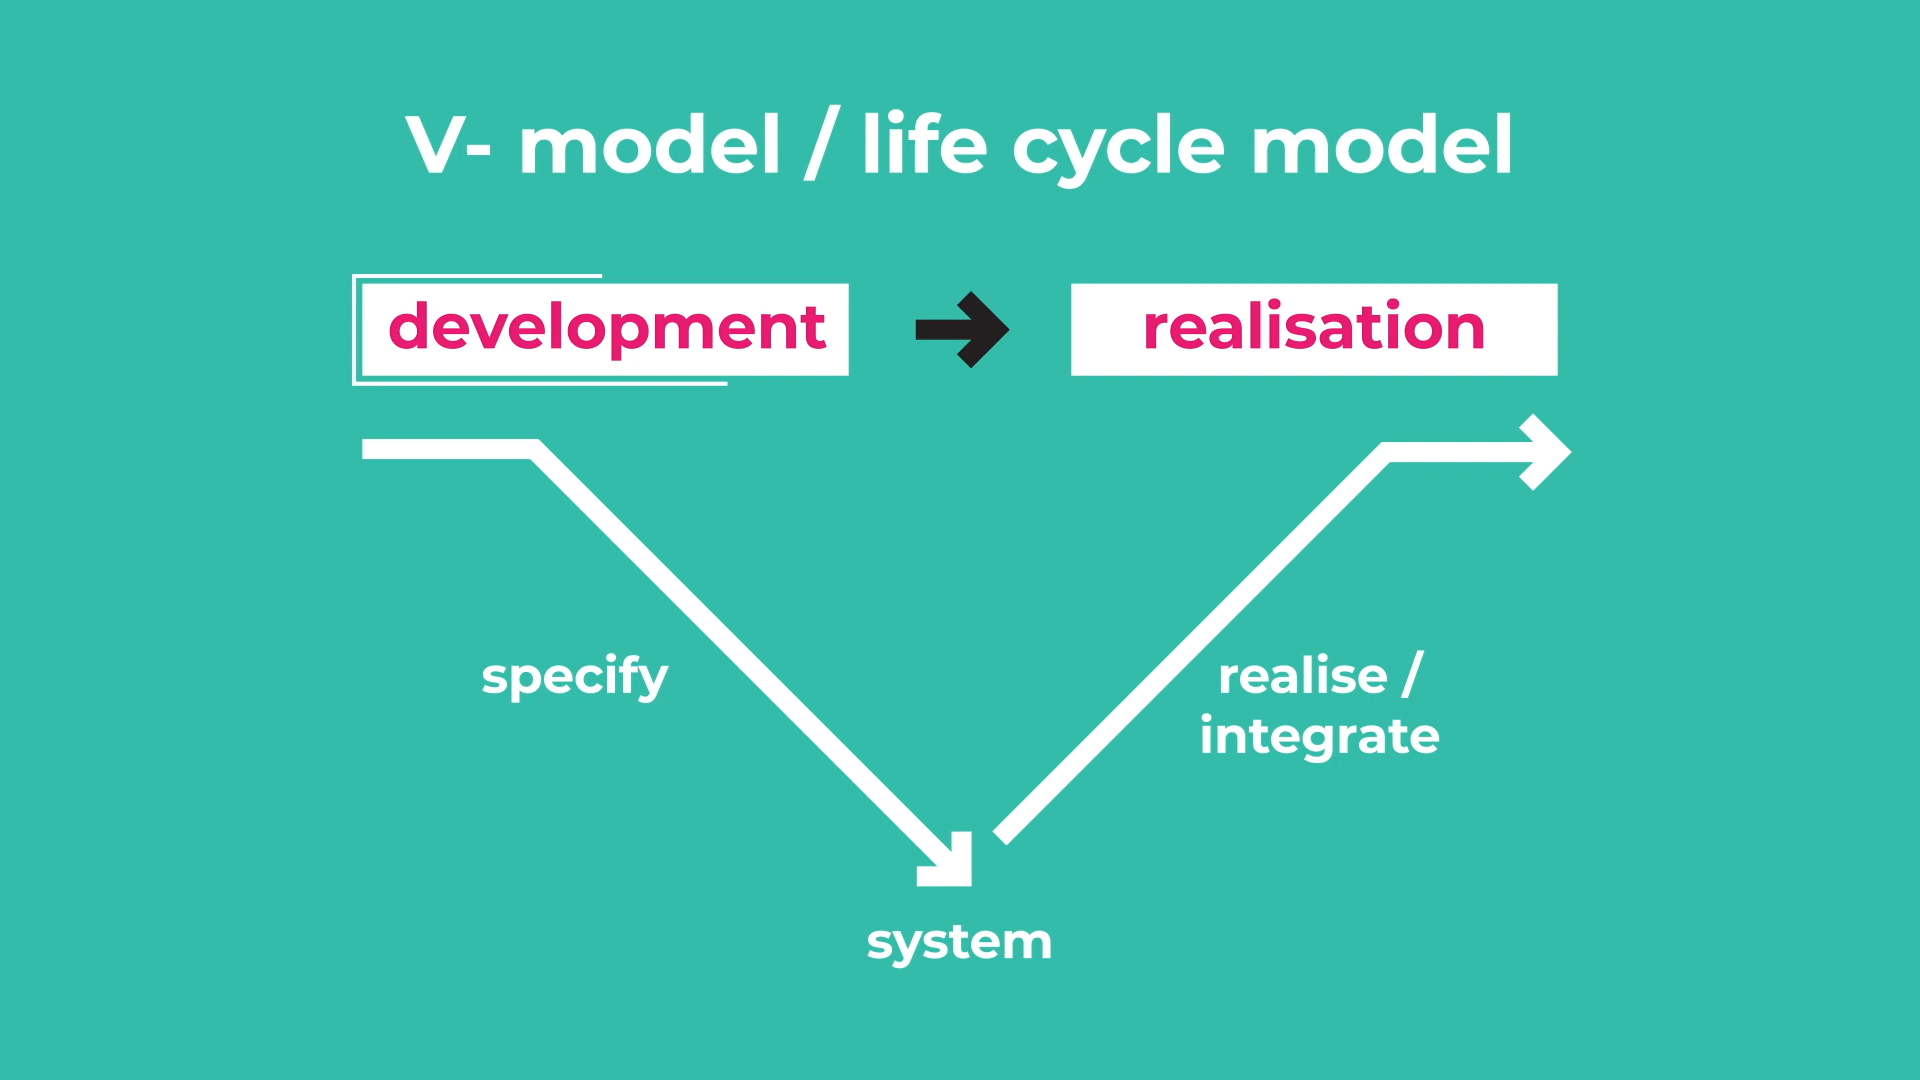 V- model / life cycle model
development
realisation
specify
realise /
integrate
system